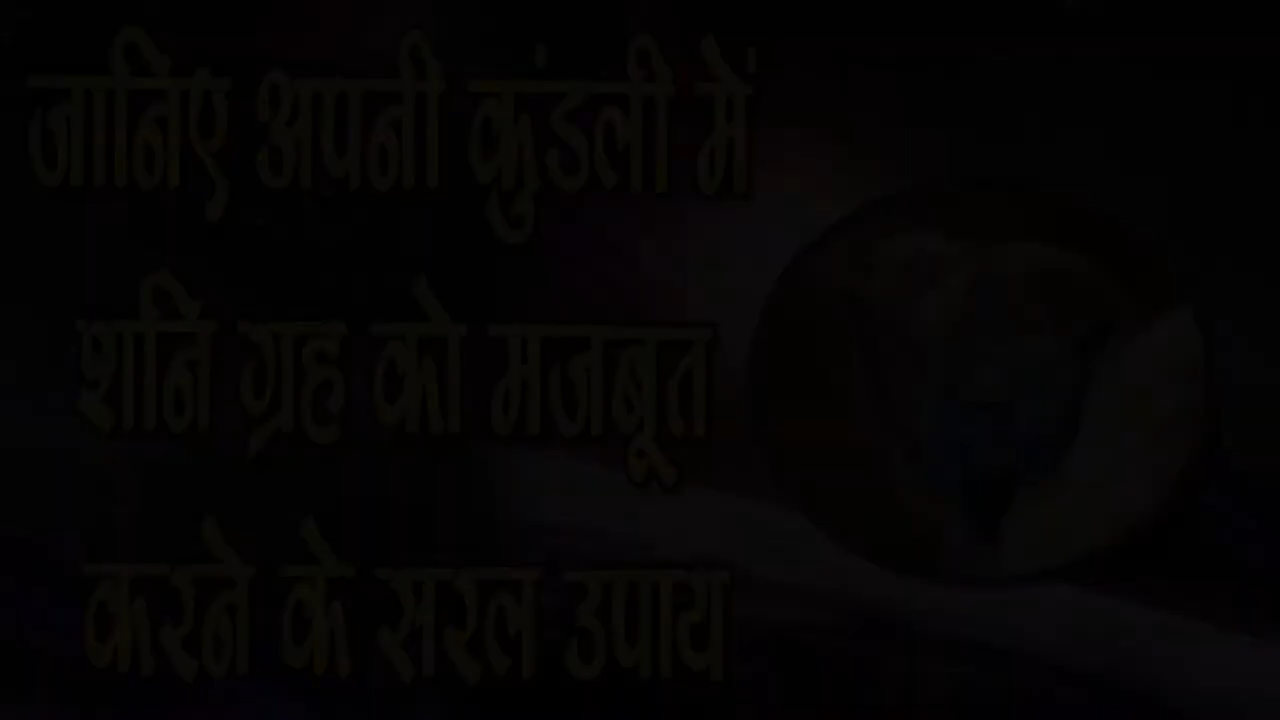 जानिए अपनी कुंडली में
शनि ग्रह को मजबूत
करने के सरल उपाय